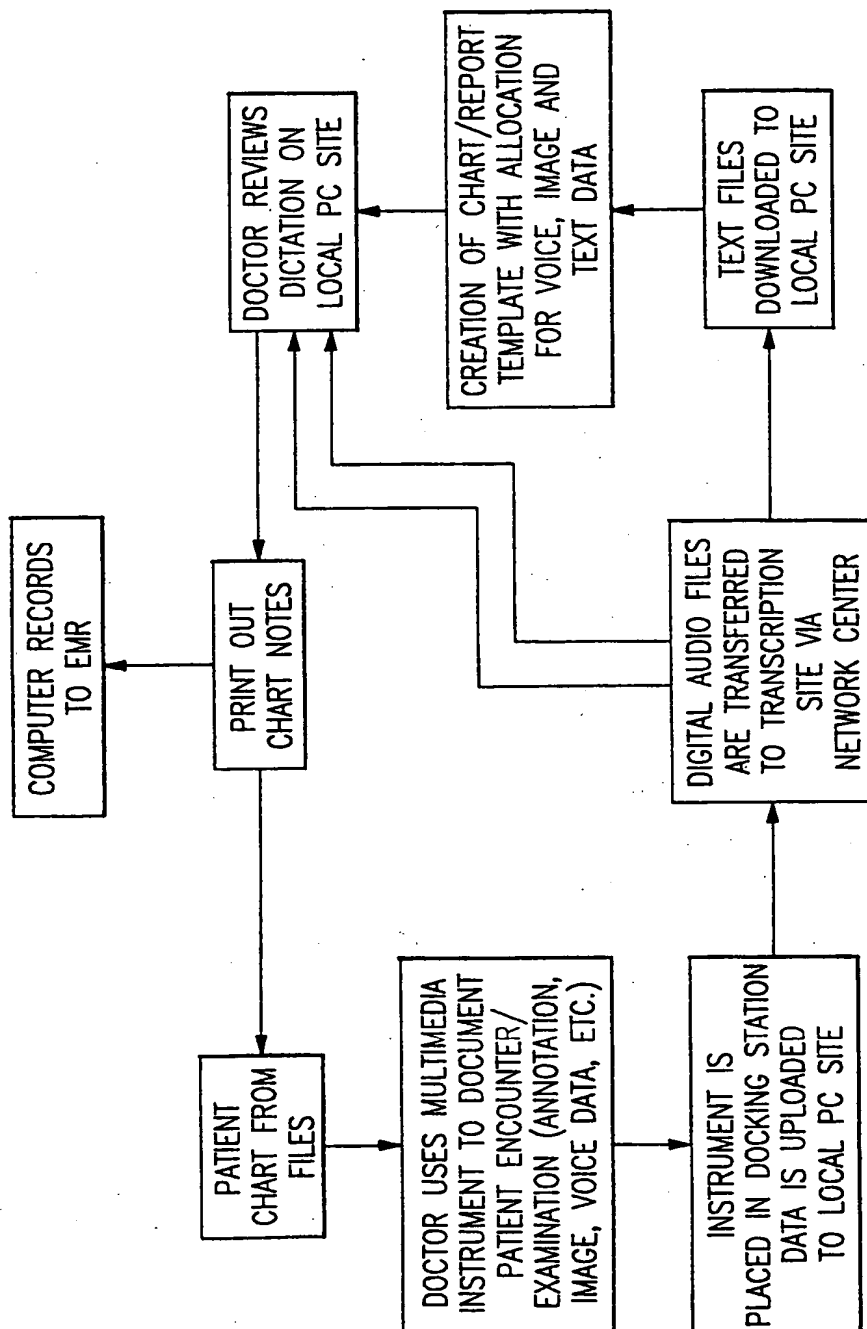 COMPUTER RECORDS
TO EMR
PRINT OUT
CHART NOTES
PATIENT
CHART FROM
FILES
DOCTOR REVIEWS
DICTATION ON
LOCAL PC SITE
DOCTOR USES MULTIMEDIA
INSTRUMENT TO DOCUMENT
PATIENT ENCOUNTER/
EXAMINATION (ANNOTATION,
IMAGE, VOICE DATA, ETC.)
CREATION OF CHART/REPORT
TEMPLATE WITH ALLOCATION
FOR VOICE, IMAGE AND
TEXT DATA
INSTRUMENT IS
PLACED IN DOCKING STATION
DATA IS UPLOADED
TO LOCAL PC SITE
DIGITAL AUDIO FILES
ARE TRANSFERRED
TO TRANSCRIPTION
SITE VIA
NETWORK CENTER
TEXT FILES
DOWNLOADED TO
LOCAL PC SITE